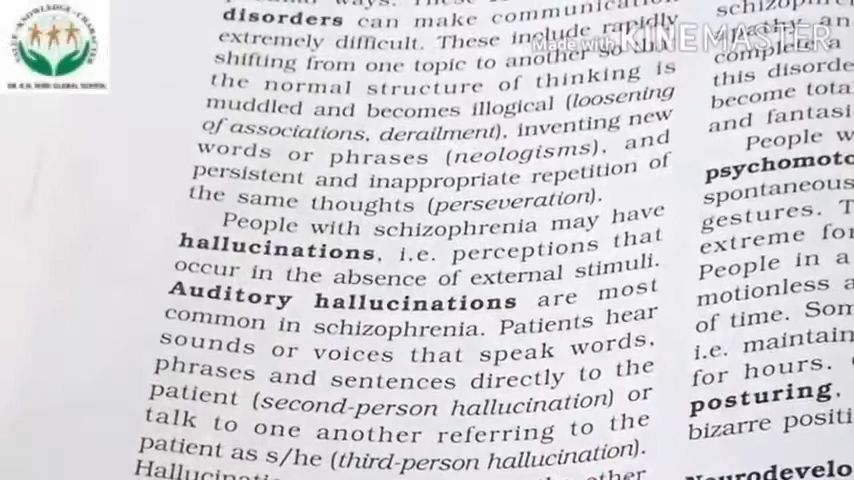 VALUE • KNOWLEDGE • CHARACTER
Made with KINEMASTER
disorders can make communication
extremely difficult. These include rapidly
shifting from one topic to another so that
the normal structure of thinking is
muddled and becomes illogical (loosening
of associations, derailment), inventing new
words or phrases (neologisms), and
persistent and inappropriate repetition of
the same thoughts (perseveration).
People with schizophrenia may have
hallucinations, i.e. perceptions that
occur in the absence of external stimuli.
Auditory hallucinations are most
common in schizophrenia. Patients hear
sounds or voices that speak words,
phrases and sentences directly to the
patient (second-person hallucination) or
talk to one another referring to the
patient as s/he (third-person hallucination).
other
complete a
this disorde
become tota
and fantasi
People w
psychomoto
spontaneous
gestures. T
extreme for
People in a
motionless a
of time. Som
i.e. maintain
for hours.
posturing,
bizarre positi
Neurodevelo